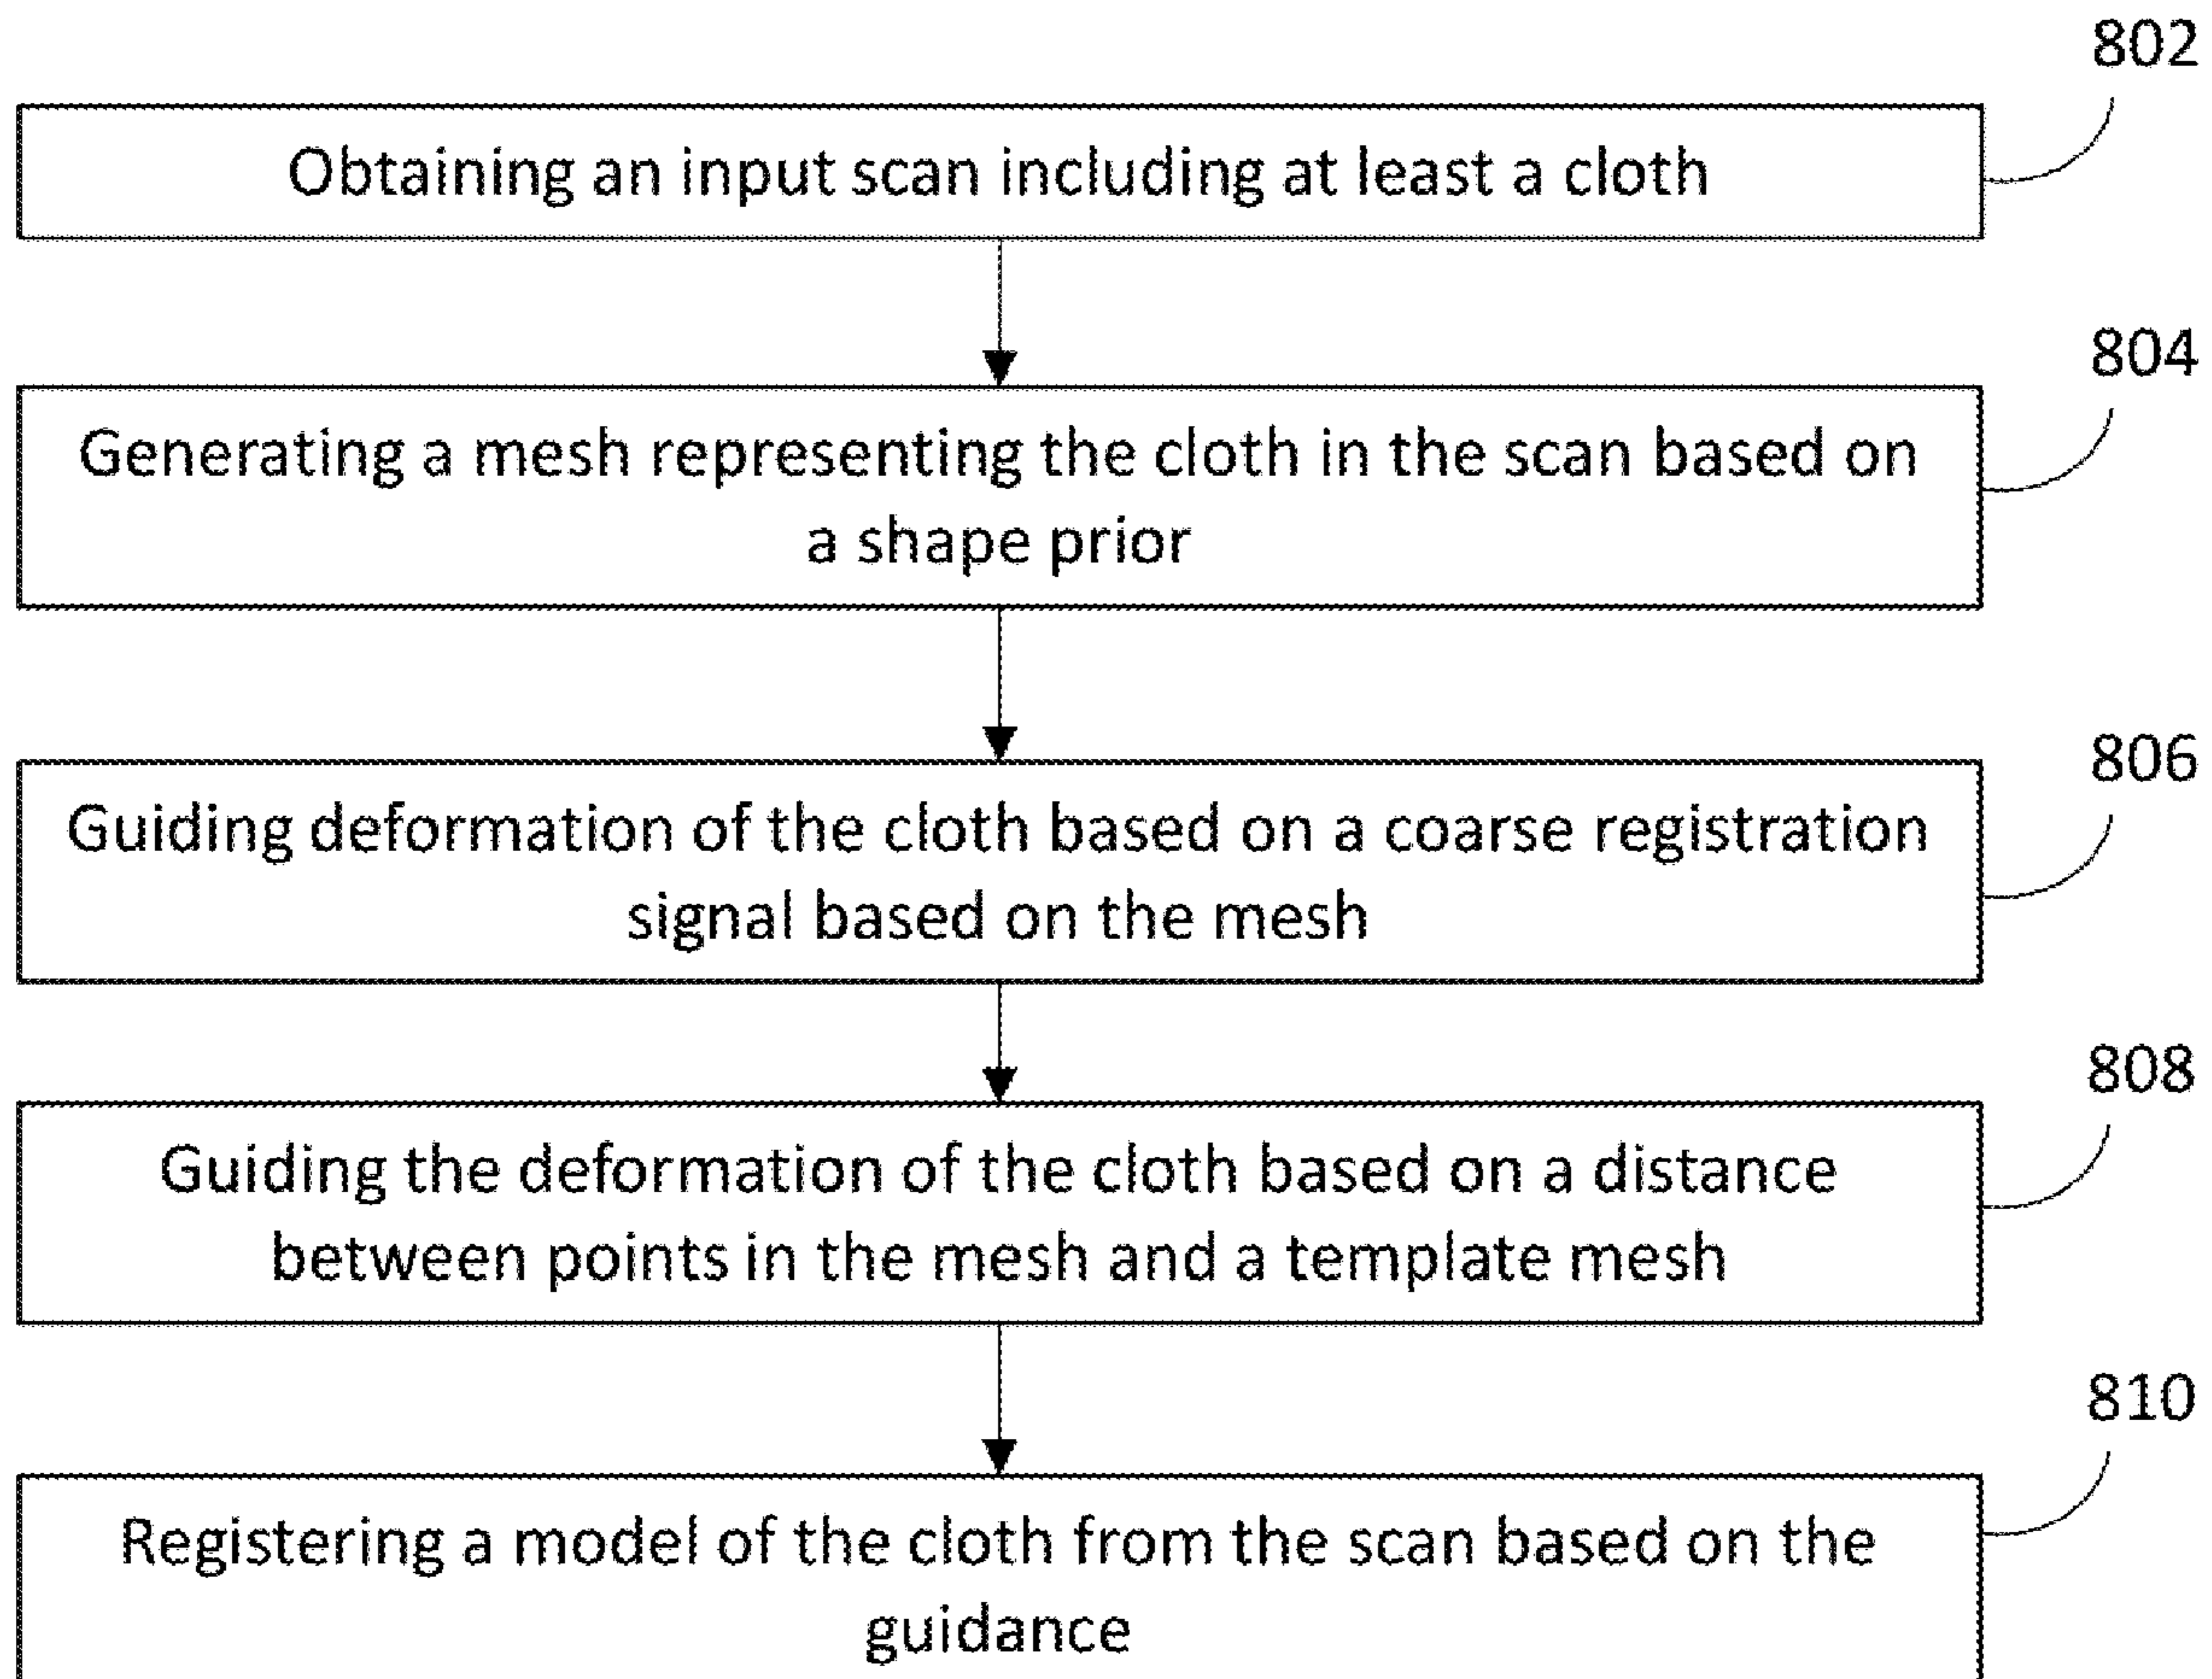 802
Obtaining an input scan including at least a cloth
804
Generating a mesh representing the cloth in the scan based on
a shape prior
806
Guiding deformation of the cloth based on a coarse registration
signal based on the mesh
808
Guiding the deformation of the cloth based on a distance
between points in the mesh and a template mesh
810
Registering a model of the cloth from the scan based on the
guidance